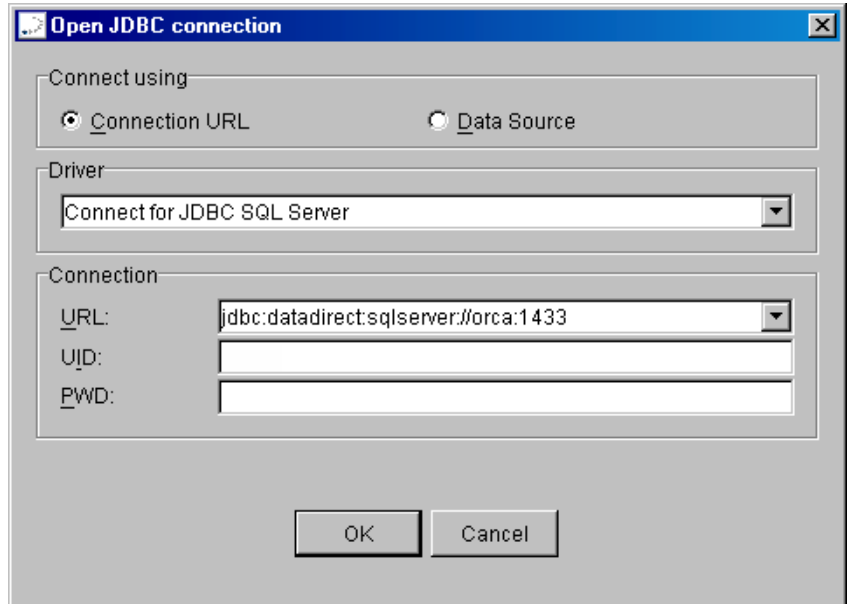 Open JDBC connection
Connect using
Connection URL
Data Source
Driver
Connect for JDBC SQL Server
Connection
URL: jdbc:datadirect:sqlserver://orca:1433
UID:
PWD:
OK
Cancel